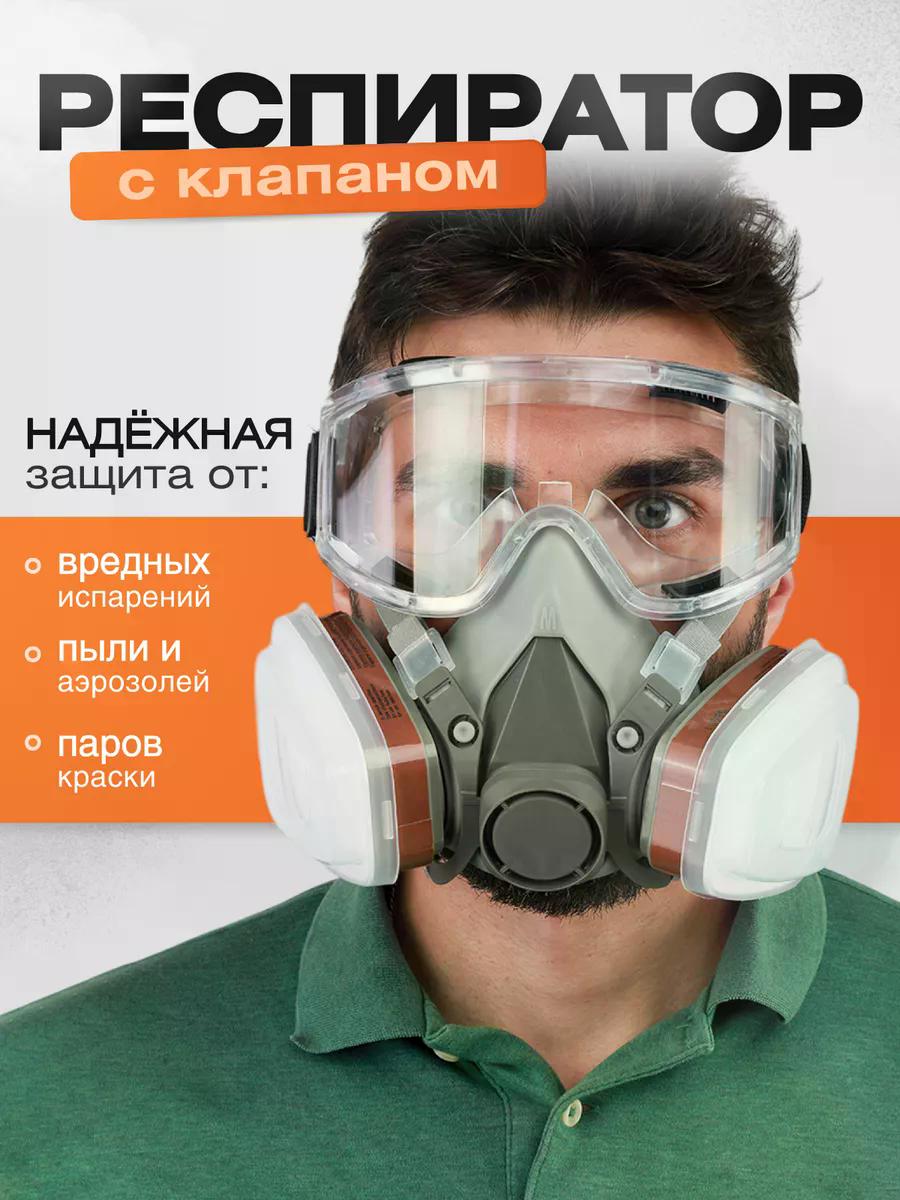 РЕСПИРАТОР
с клапаном
НАДЁЖНАЯ
защита от:
вредных
испарений
пыли и
аэрозолей
паров
краски
M